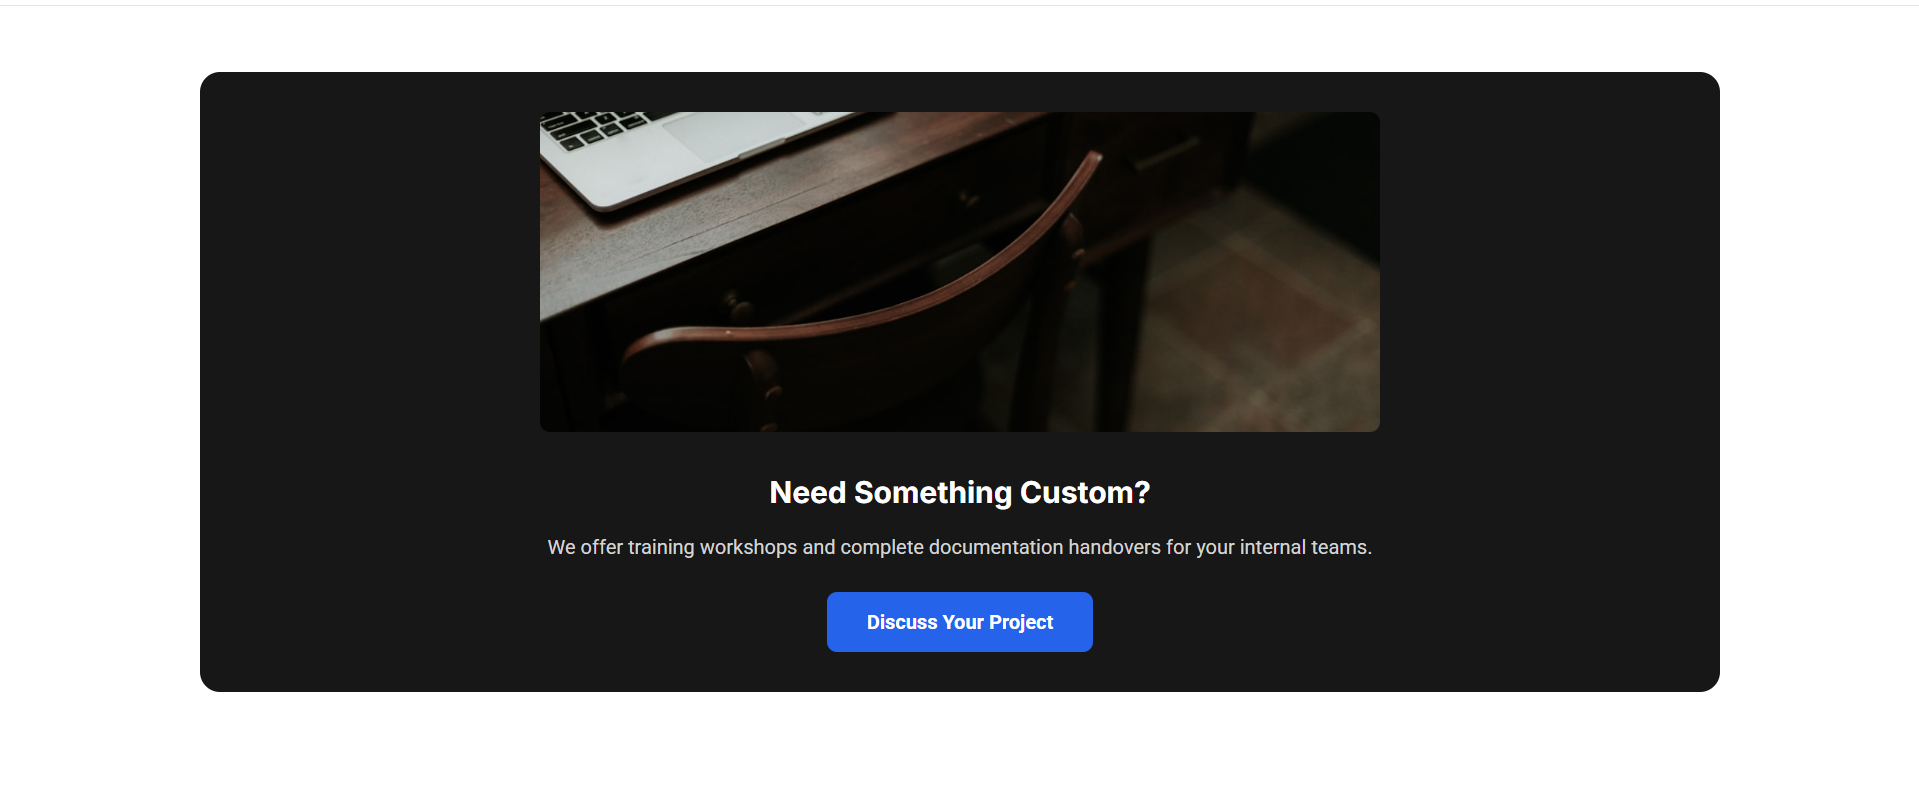 Need Something Custom?
We offer training workshops and complete documentation handovers for your internal teams.
Discuss Your Project